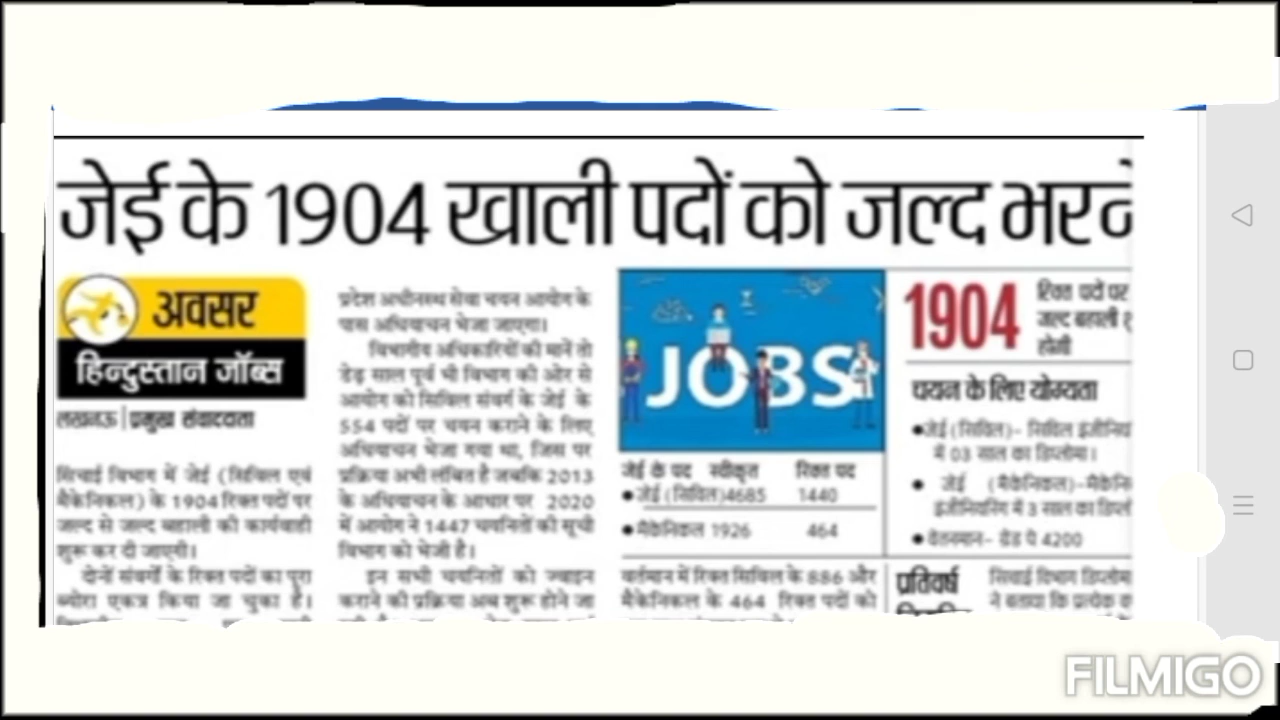 जेई के 1904 खाली पदों को जल्द भरने
अवसर
हिन्दुस्तान जॉब्स
लखनऊ | प्रमुख संवाददाता
सिंचाई विभाग में जेई (सिविल एवं
मैकेनिकल) के 1904 रिक्त पदों पर
जल्द से जल्द बहाली की कार्यवाही
शुरू कर दी जाएगी।
दोनों संवर्गों के रिक्त पदों का पूरा
ब्योरा एकत्र किया जा चुका है।
प्रदेश अधीनस्थ सेवा चयन आयोग के
पास अधियाचन भेजा जाएगा।
विभागीय अधिकारियों की मानें तो
डेढ़ साल पूर्व भी विभाग की ओर से
आयोग को सिविल संवर्ग के जेई के
554 पदों पर चयन कराने के लिए
अधियाचन भेजा गया था, जिस पर
प्रक्रिया अभी लंबित है जबकि 2013
के अधियाचन के आधार पर 2020
में आयोग ने 1447 चयनितों की सूची
विभाग को भेजी है।
इन सभी चयनितों को ज्वाइन
कराने की प्रक्रिया अब शुरू होने जा
JOBS
जेई के पद स्वीकृत रिक्त पद
●जेई (सिविल)4685 1440
●मैकेनिकल 1926 464
वर्तमान में रिक्त सिविल के 886 और
मैकेनिकल के 464 रिक्त पदों को
1904
रिक्त पदों पर
जल्द बहाली
होगी
चयन के लिए योग्यता
●जेई (सिविल)- सिविल इंजीनिय
में 03 साल का डिप्लोमा।
● जेई (मैकेनिकल)-मैकेनि
इंजीनियरिंग में 3 साल का डिप्ल
● वेतनमान- ग्रेड पे 4200
प्रतिवर्ष
सिंचाई विभाग डिप्लोम
ने बताया कि प्रत्येक व
FILMIGO